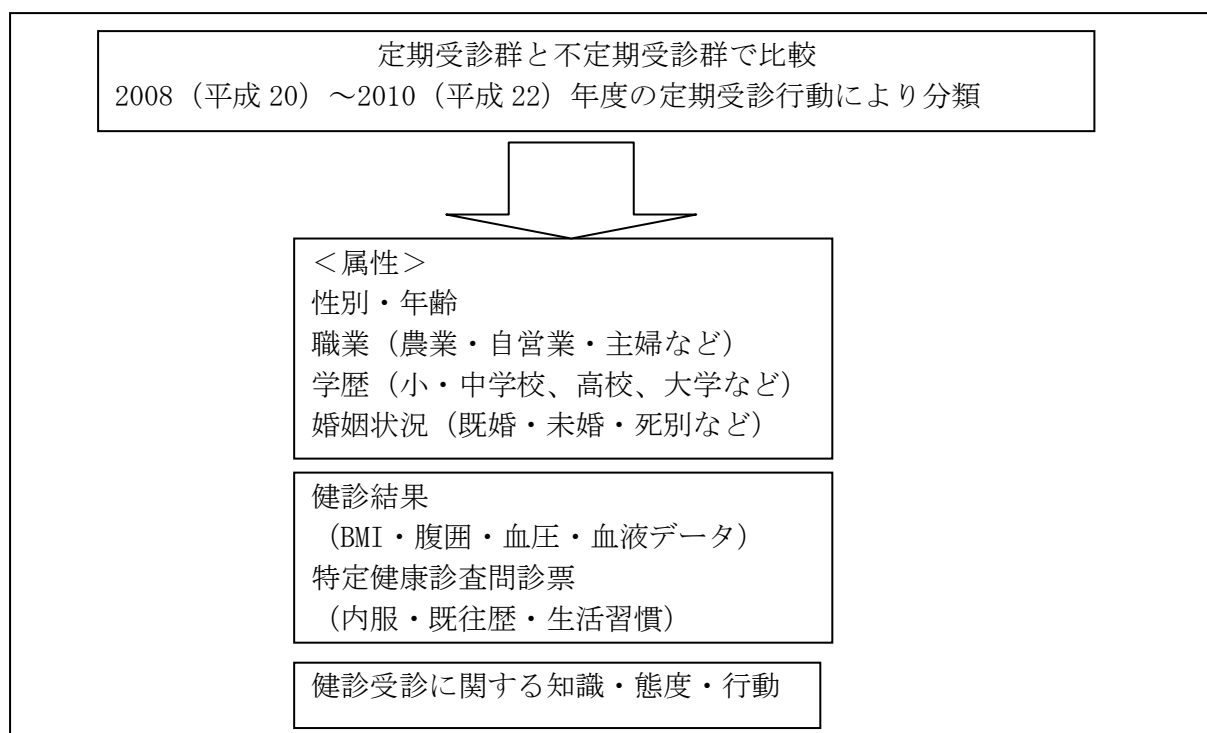 定期受診群と不定期受診群で比較
2008（平成 20）～2010（平成 22）年度の定期受診行動により分類
＜属性＞
性別・年齢
職業（農業・自営業・主婦など）
学歴（小・中学校、高校、大学など）
婚姻状況（既婚・未婚・死別など）
健診結果
（BMI・腹囲・血圧・血液データ）
特定健康診査問診票
（内服・既往歴・生活習慣）
健診受診に関する知識・態度・行動